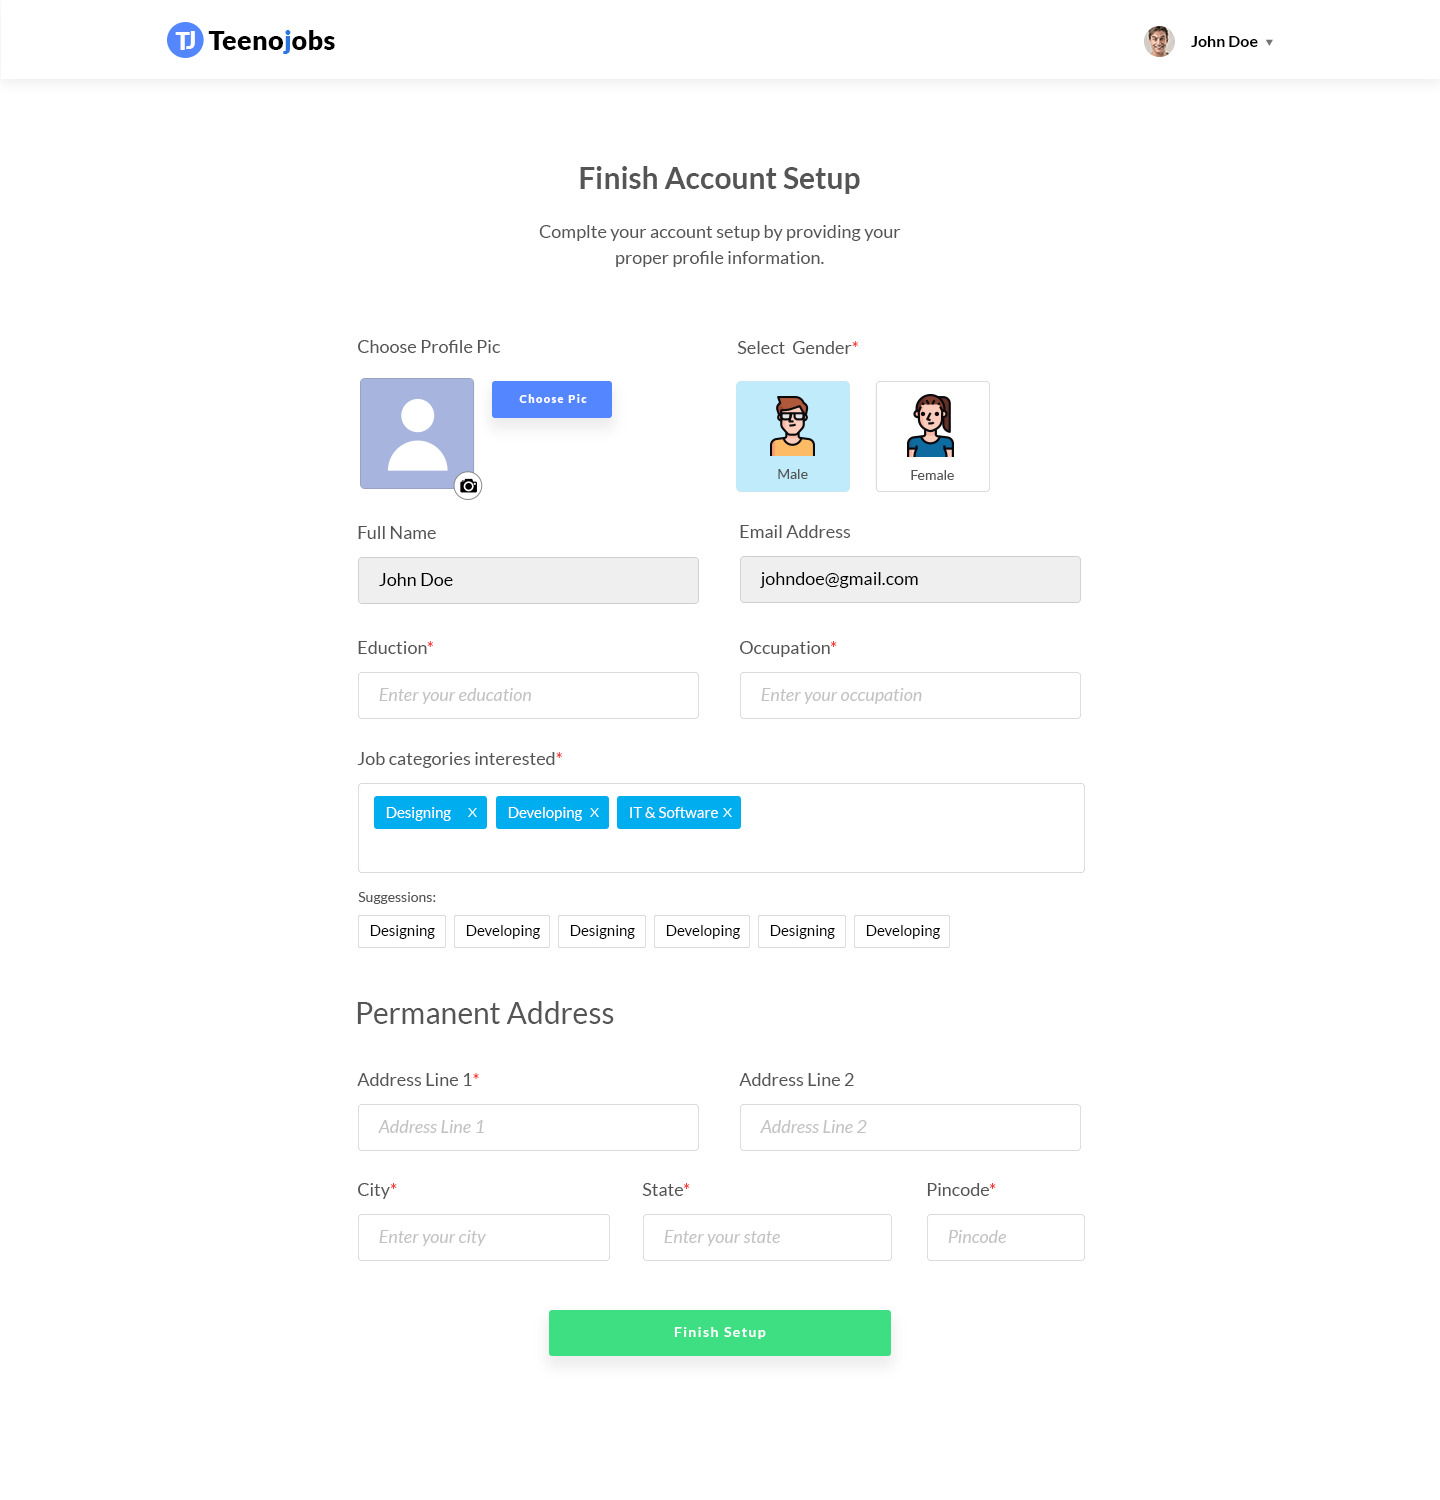 TJ Teenojobs
John Doe ▾
Finish Account Setup
Complte your account setup by providing your
proper profile information.
Choose Profile Pic
Select Gender*
Choose Pic
Male
Female
Full Name
Email Address
John Doe
johndoe@gmail.com
Eduction*
Occupation*
Enter your education
Enter your occupation
Job categories interested*
Designing X Developing X IT & Software X
Suggessions:
Designing Developing Designing Developing Designing Developing
Permanent Address
Address Line 1*
Address Line 2
Address Line 1
Address Line 2
City*
State*
Pincode*
Enter your city
Enter your state
Pincode
Finish Setup